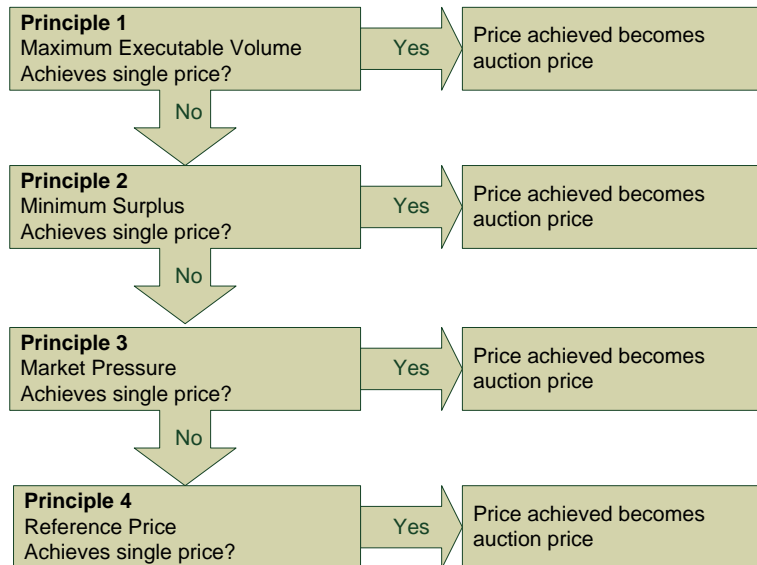 Principle 1
Maximum Executable Volume
Achieves single price?
Yes
Price achieved becomes
auction price
No
Principle 2
Minimum Surplus
Achieves single price?
Yes
Price achieved becomes
auction price
No
Principle 3
Market Pressure
Achieves single price?
Yes
Price achieved becomes
auction price
No
Principle 4
Reference Price
Achieves single price?
Yes
Price achieved becomes
auction price